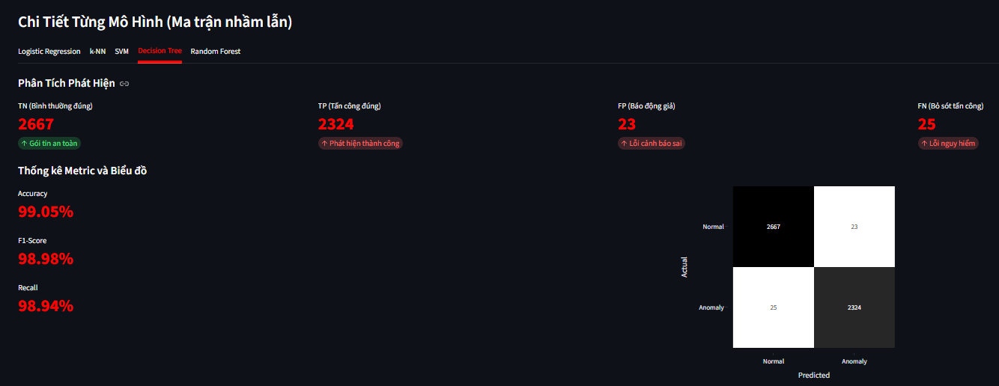 Chi Tiết Từng Mô Hình (Ma trận nhầm lẫn)
Logistic Regression k-NN SVM Decision Tree Random Forest
Phân Tích Phát Hiện
TN (Bình thường đúng) TP (Tấn công đúng) FP (Báo động giả) FN (Bỏ sót tấn công)
2667 2324 23 25
↑ Gói tin an toàn ↑ Phát hiện thành công ↑ Lỗi cảnh báo sai ↑ Lỗi nguy hiểm
Thống kê Metric và Biểu đồ
Accuracy
99.05%
F1-Score
98.98%
Recall
98.94%
Actual
Normal 2667 23
Anomaly 25 2324
Normal Anomaly
Predicted